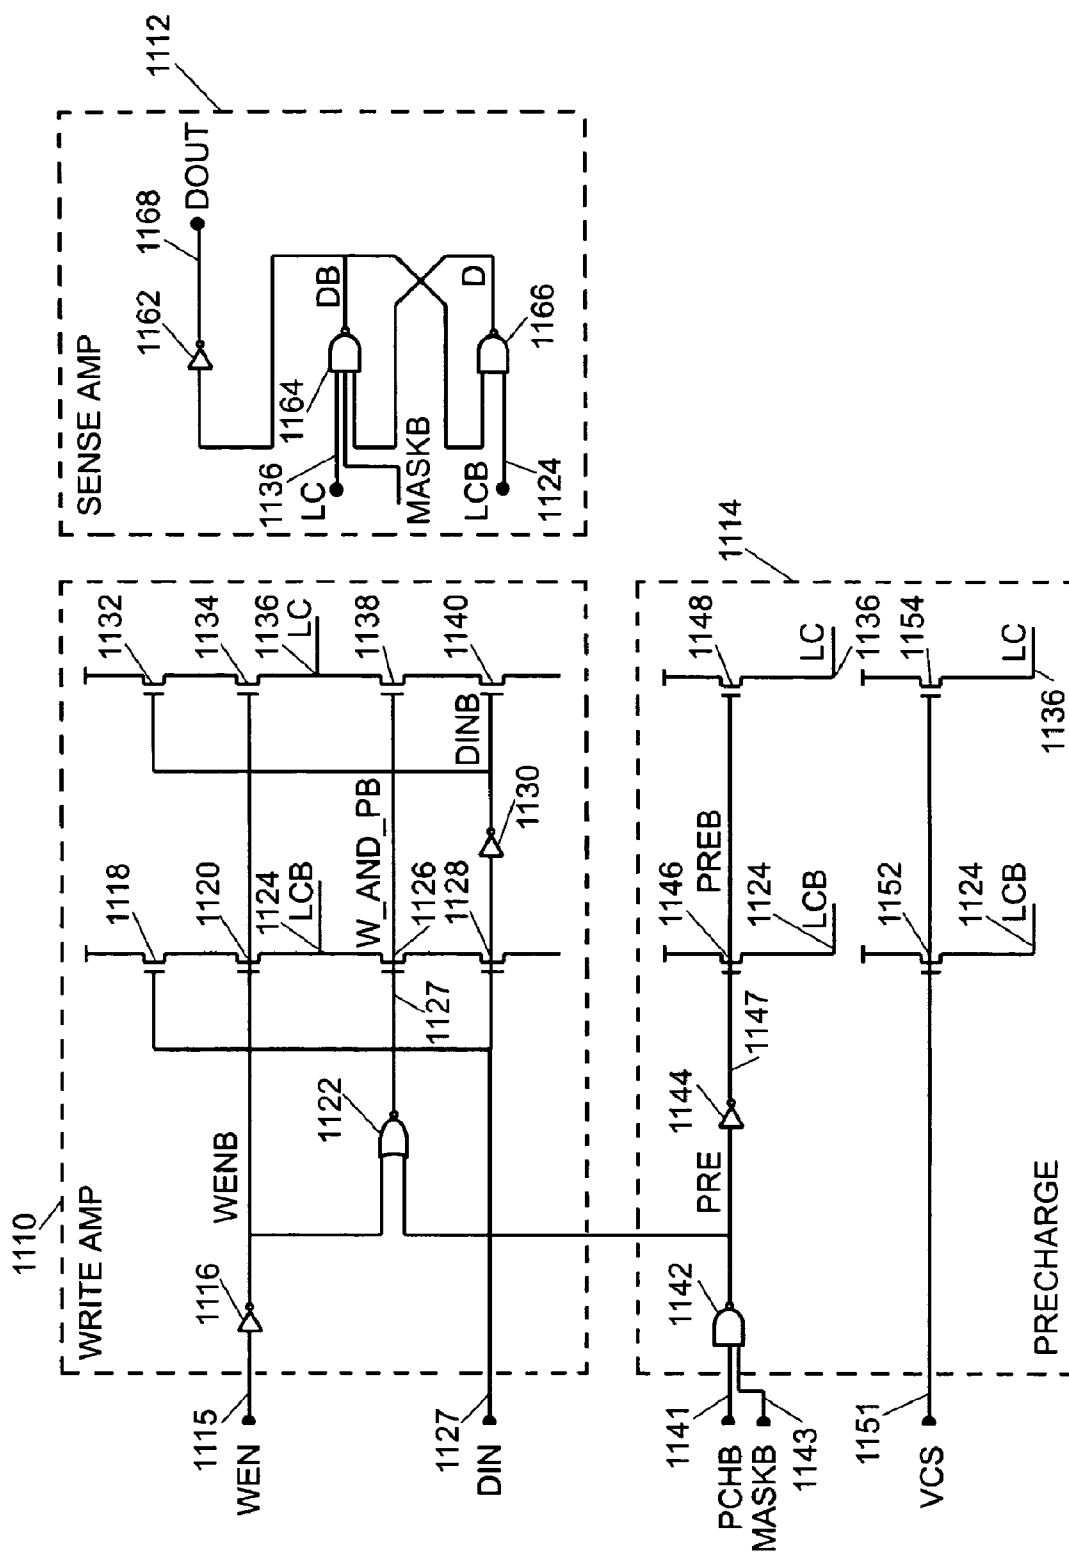 1110
WRITE AMP
WEN
1115
1116
WENB
1118
1120
1124
LCB
1122
W_AND_PB
1126
1127
1128
DIN
1127
1130
DINB
1132
1134
1136
LC
1138
1140
SENSE AMP
1112
1162
1168
DOUT
1164
DB
1136
LC
MASKB
D
LCB
1124
1166
PRECHARGE
1114
PCHB
1141
MASKB
1143
1142
PRE
1144
1147
1146
PREB
1124
LCB
1148
LC
1136
VCS
1151
1152
1124
LCB
1154
LC
1136